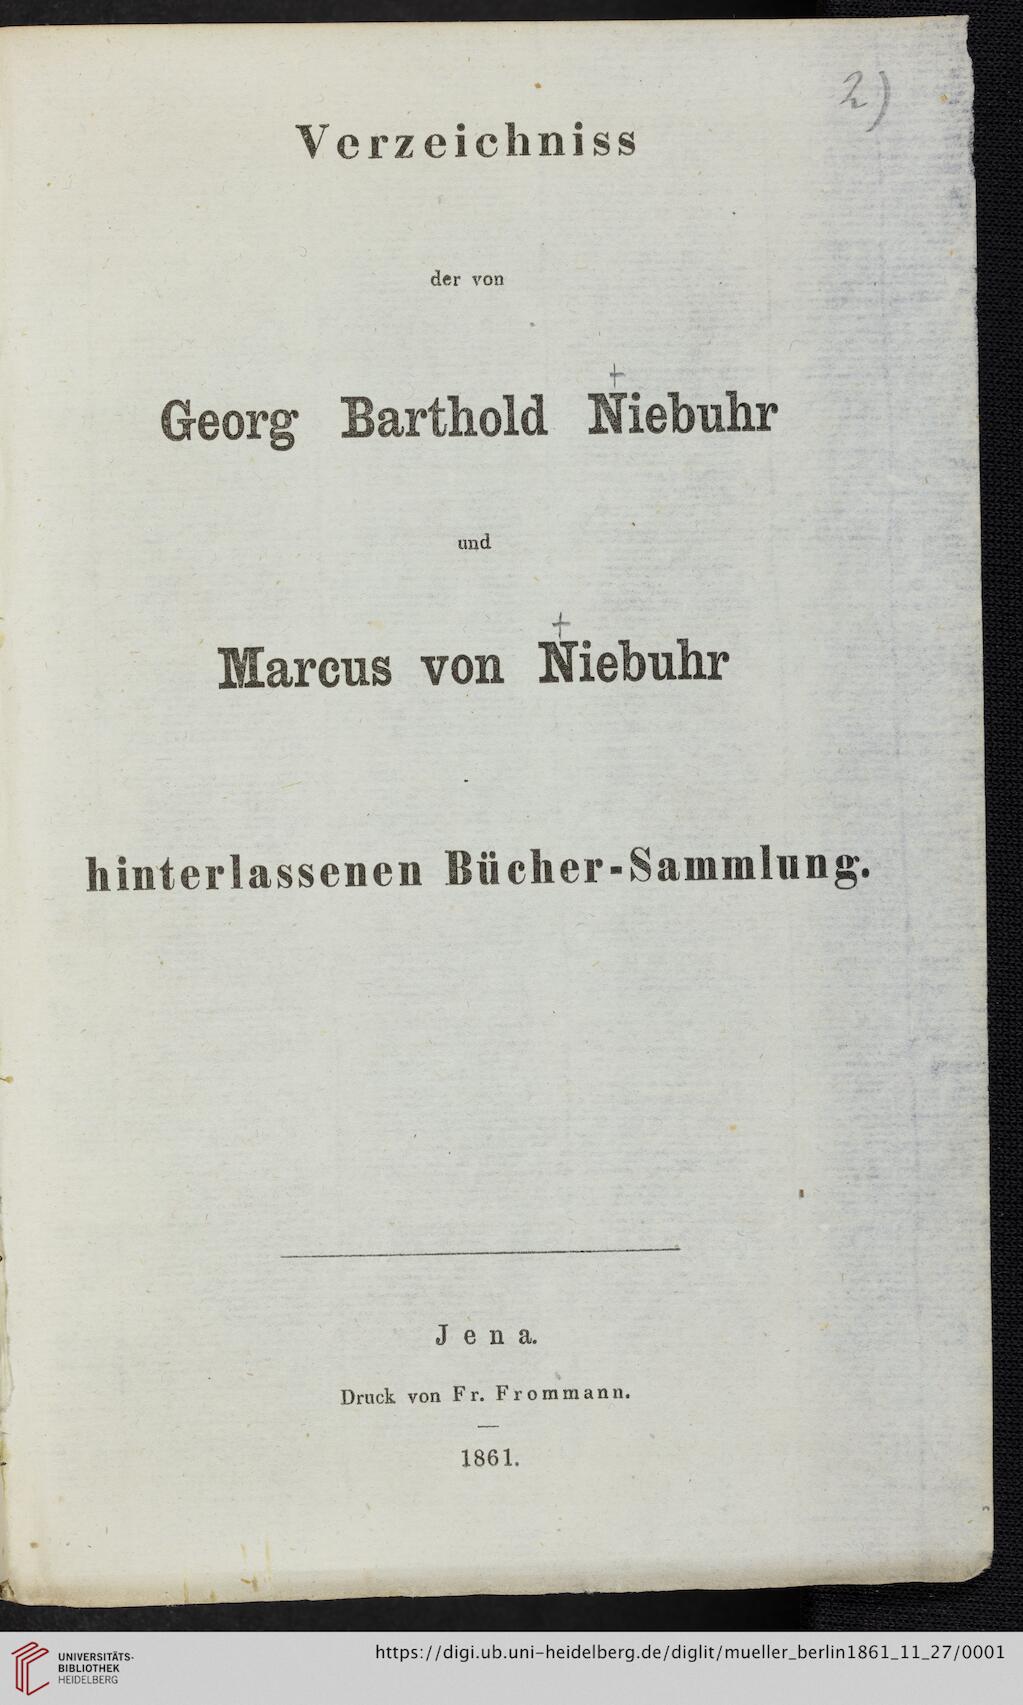 2)
Verzeichniss
der von
Georg Barthold Niebuhr
und
Marcus von Niebuhr
hinterlassenen Bücher-Sammlung.
Jena.
Druck von Fr. Frommann.
1861.
UNIVERSITÄTS-
BIBLIOTHEK
HEIDELBERG
https://digi.ub.uni-heidelberg.de/diglit/mueller_berlin1861_11_27/0001